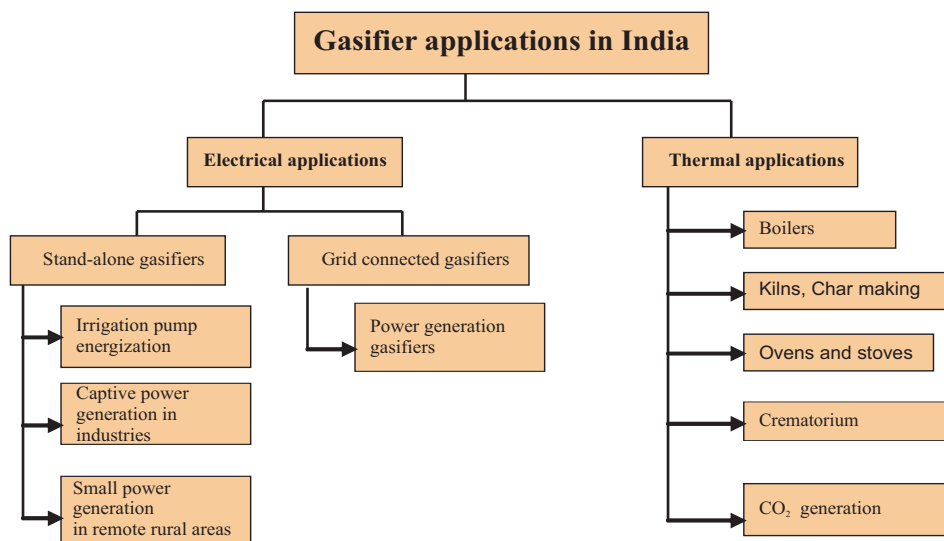 Gasifier applications in India
Electrical applications
Thermal applications
Stand-alone gasifiers
Grid connected gasifiers
Irrigation pump
energization
Captive power
generation in
industries
Small power
generation
in remote rural areas
Power generation
gasifiers
Boilers
Kilns, Char making
Ovens and stoves
Crematorium
CO₂ generation